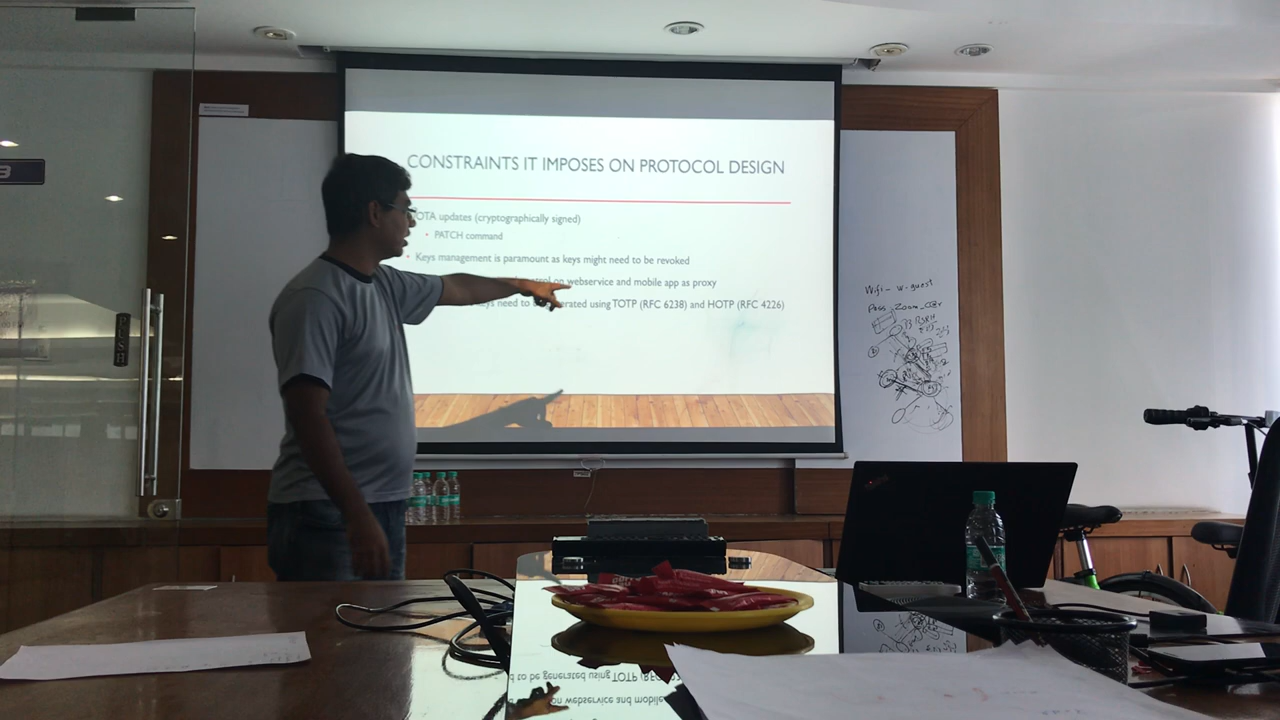 CONSTRAINTS IT IMPOSES ON PROTOCOL DESIGN
OTA updates (cryptographically signed)
PATCH command
Keys management is paramount as keys might need to be revoked
on webservice and mobile app as proxy
keys need to be generated using TOTP (RFC 6238) and HOTP (RFC 4226)
Wifi - w-guest
Pass
PUSH